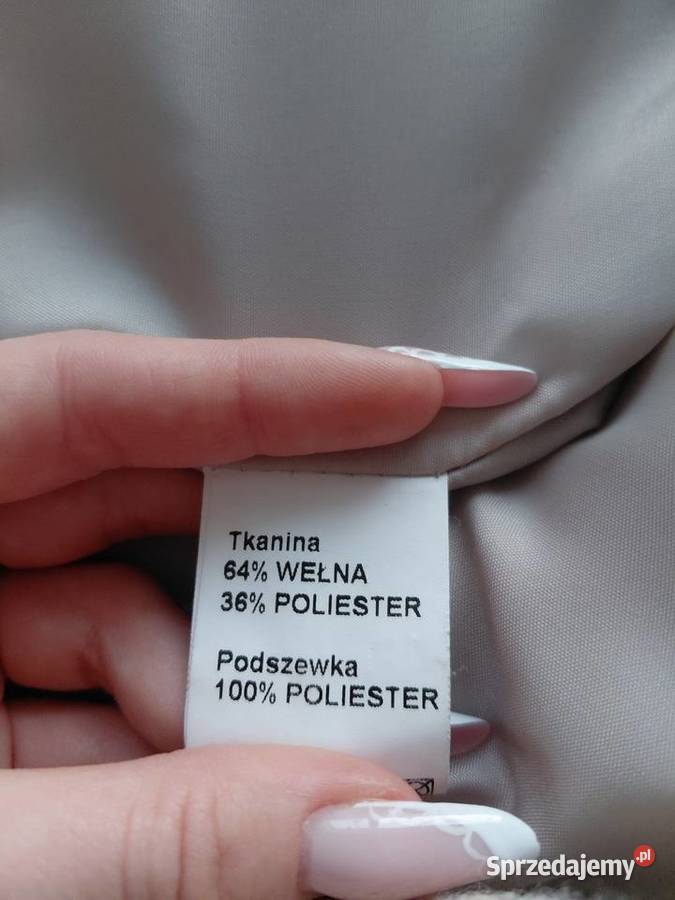 Tkanina
64% WEŁNA
36% POLIESTER
Podszewka
100% POLIESTER
Sprzedajemy.pl